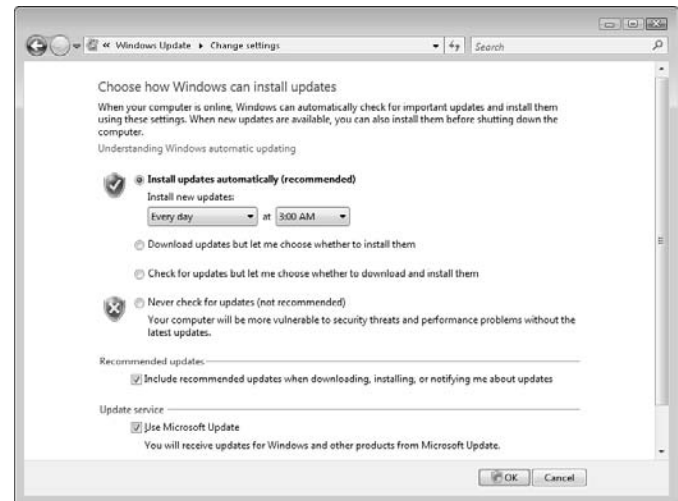 « Windows Update ▸ Change settings
Search
Choose how Windows can install updates
When your computer is online, Windows can automatically check for important updates and install them
using these settings. When new updates are available, you can also install them before shutting down the
computer.
Understanding Windows automatic updating
Install updates automatically (recommended)
Install new updates:
Every day at 3:00 AM
Download updates but let me choose whether to install them
Check for updates but let me choose whether to download and install them
Never check for updates (not recommended)
Your computer will be more vulnerable to security threats and performance problems without the
latest updates.
Recommended updates
Include recommended updates when downloading, installing, or notifying me about updates
Update service
Use Microsoft Update
You will receive updates for Windows and other products from Microsoft Update.
OK Cancel